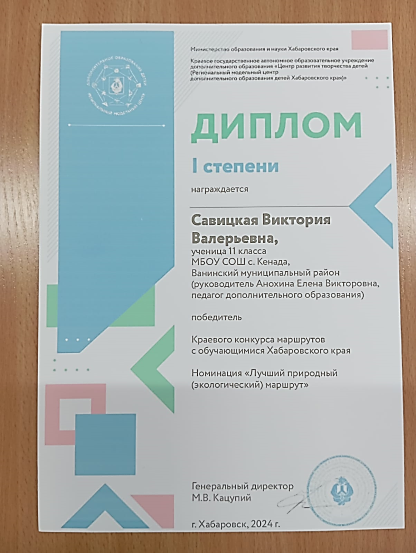 Министерство образования и науки Хабаровского края
Краевое государственное автономное образовательное учреждение
дополнительного образования «Центр развития творчества детей
(Региональный модельный центр
дополнительного образования детей Хабаровского края)»
ДИПЛОМ
I степени
награждается
Савицкая Виктория
Валерьевна,
ученица 11 класса
МБОУ СОШ с. Кенада,
Ванинский муниципальный район
(руководитель Анохина Елена Викторовна,
педагог дополнительного образования)
победитель
Краевого конкурса маршрутов
с обучающимися Хабаровского края
Номинация «Лучший природный
(экологический) маршрут»
Генеральный директор
М.В. Кацупий
г. Хабаровск, 2024 г.